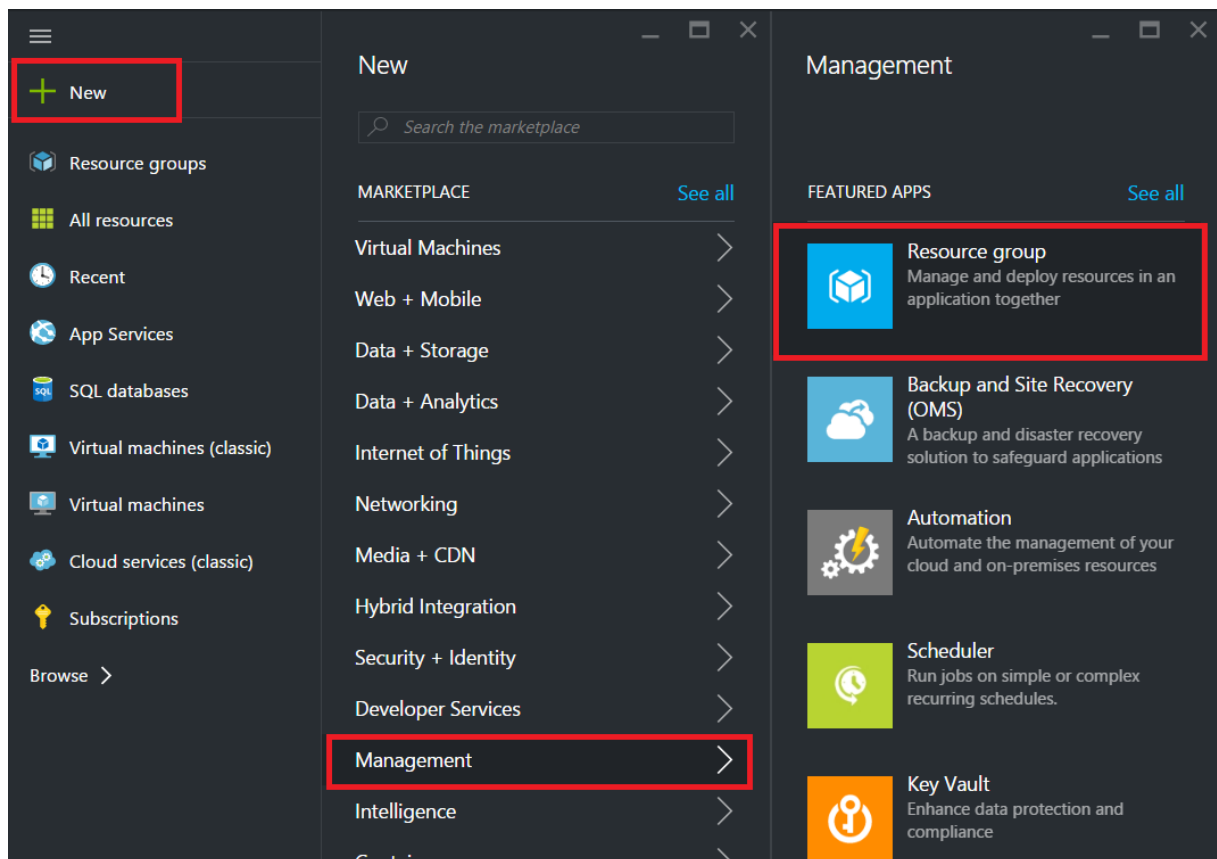 New
Resource groups
All resources
Recent
App Services
SQL
SQL databases
Virtual machines (classic)
Virtual machines
Cloud services (classic)
Subscriptions
Browse
New
Search the marketplace
MARKETPLACE See all
Virtual Machines
Web + Mobile
Data + Storage
Data + Analytics
Internet of Things
Networking
Media + CDN
Hybrid Integration
Security + Identity
Developer Services
Management
Intelligence
Management
FEATURED APPS See all
Resource group
Manage and deploy resources in an
application together
Backup and Site Recovery
(OMS)
A backup and disaster recovery
solution to safeguard applications
Automation
Automate the management of your
cloud and on-premises resources
Scheduler
Run jobs on simple or complex
recurring schedules.
Key Vault
Enhance data protection and
compliance